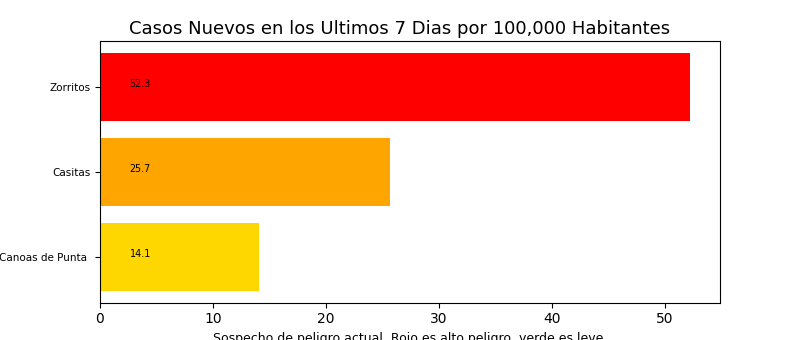 Casos Nuevos en los Ultimos 7 Dias por 100,000 Habitantes
Zorritos
52.3
Casitas
25.7
Canoas de Punta
14.1
0 10 20 30 40 50
Sospecho de peligro actual. Rojo es alto peligro, verde es leve